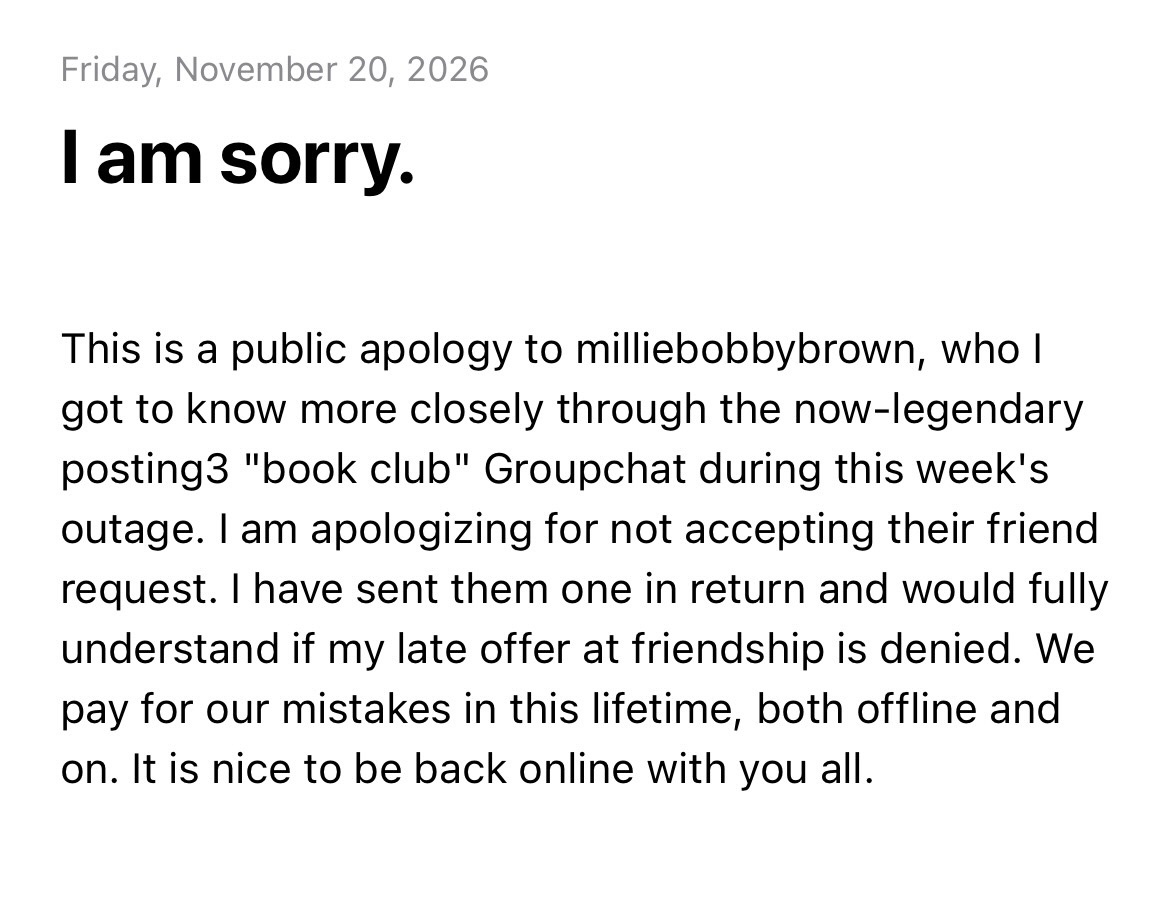 Friday, November 20, 2026
I am sorry.
This is a public apology to milliebobbybrown, who I
got to know more closely through the now-legendary
posting3 "book club" Groupchat during this week's
outage. I am apologizing for not accepting their friend
request. I have sent them one in return and would fully
understand if my late offer at friendship is denied. We
pay for our mistakes in this lifetime, both offline and
on. It is nice to be back online with you all.